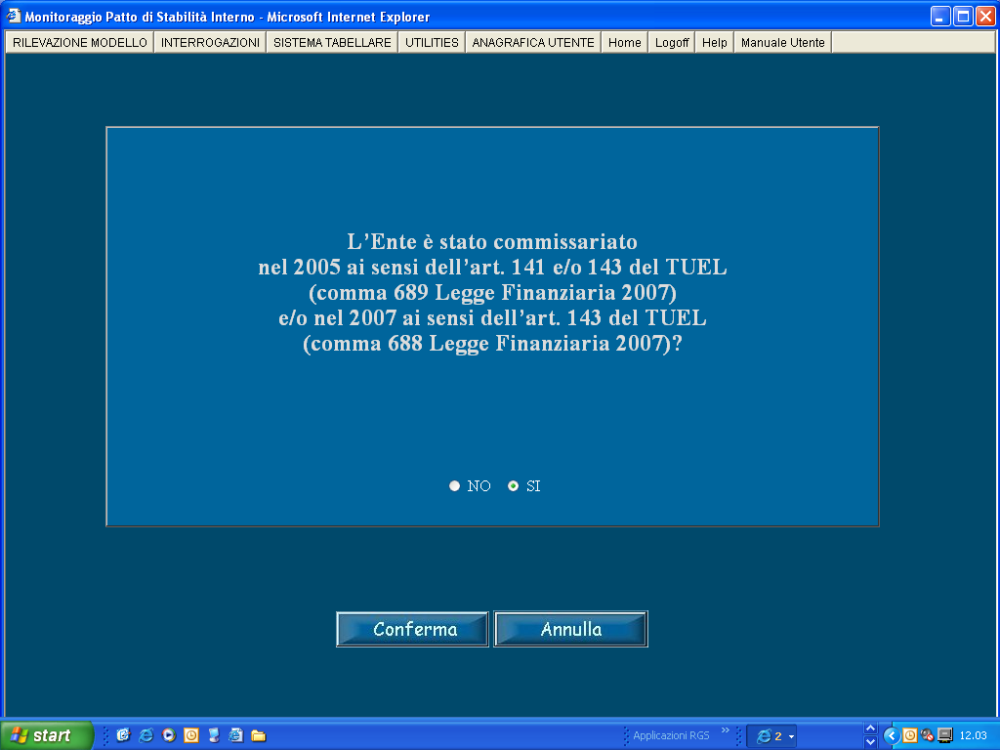 Monitoraggio Patto di Stabilità Interno - Microsoft Internet Explorer
RILEVAZIONE MODELLO INTERROGAZIONI SISTEMA TABELLARE UTILITIES ANAGRAFICA UTENTE Home Logoff Help Manuale Utente
L'Ente è stato commissariato
nel 2005 ai sensi dell'art. 141 e/o 143 del TUEL
(comma 689 Legge Finanziaria 2007)
e/o nel 2007 ai sensi dell'art. 143 del TUEL
(comma 688 Legge Finanziaria 2007)?
NO SI
Conferma Annulla
start Applicazioni RGS » 2 12.03